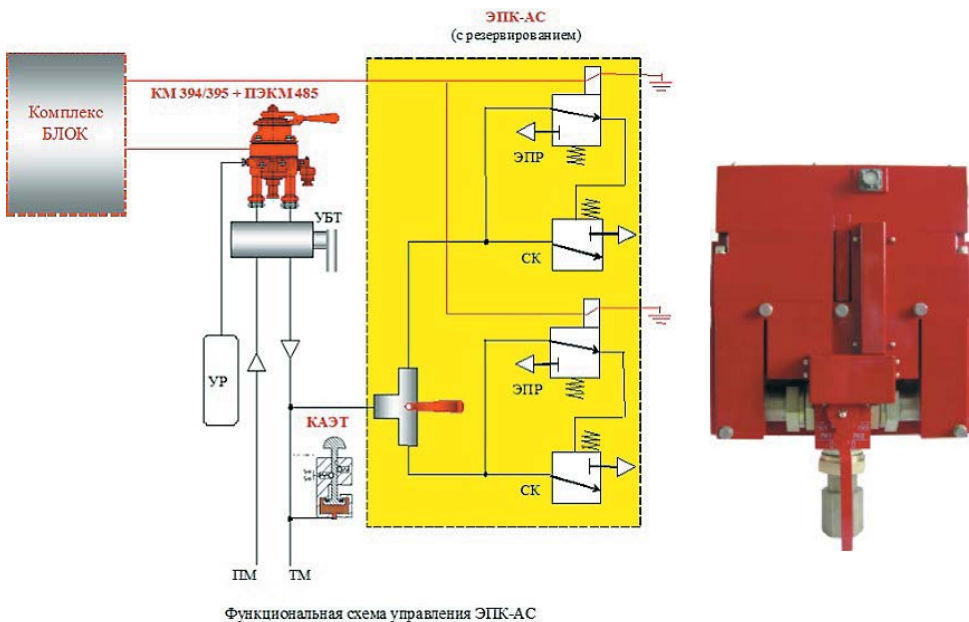 ЭПК-АС
(с резервированием)
КМ 394/395 + ПЭКМ 485
Комплекс
БЛОК
ЭПР
УБТ
СК
УР
ЭПР
КАЭТ
СК
ПМ
ТМ
Функциональная схема управления ЭПК-АС